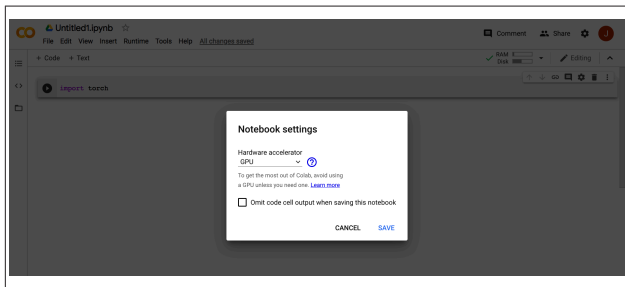 Untitled1.ipynb
Comment Share J
File Edit View Insert Runtime Tools Help All changes saved
+ Code + Text
RAM
Disk
Editing
import torch
Notebook settings
Hardware accelerator
GPU ?
To get the most out of Colab, avoid using
a GPU unless you need one. Learn more
Omit code cell output when saving this notebook
CANCEL SAVE